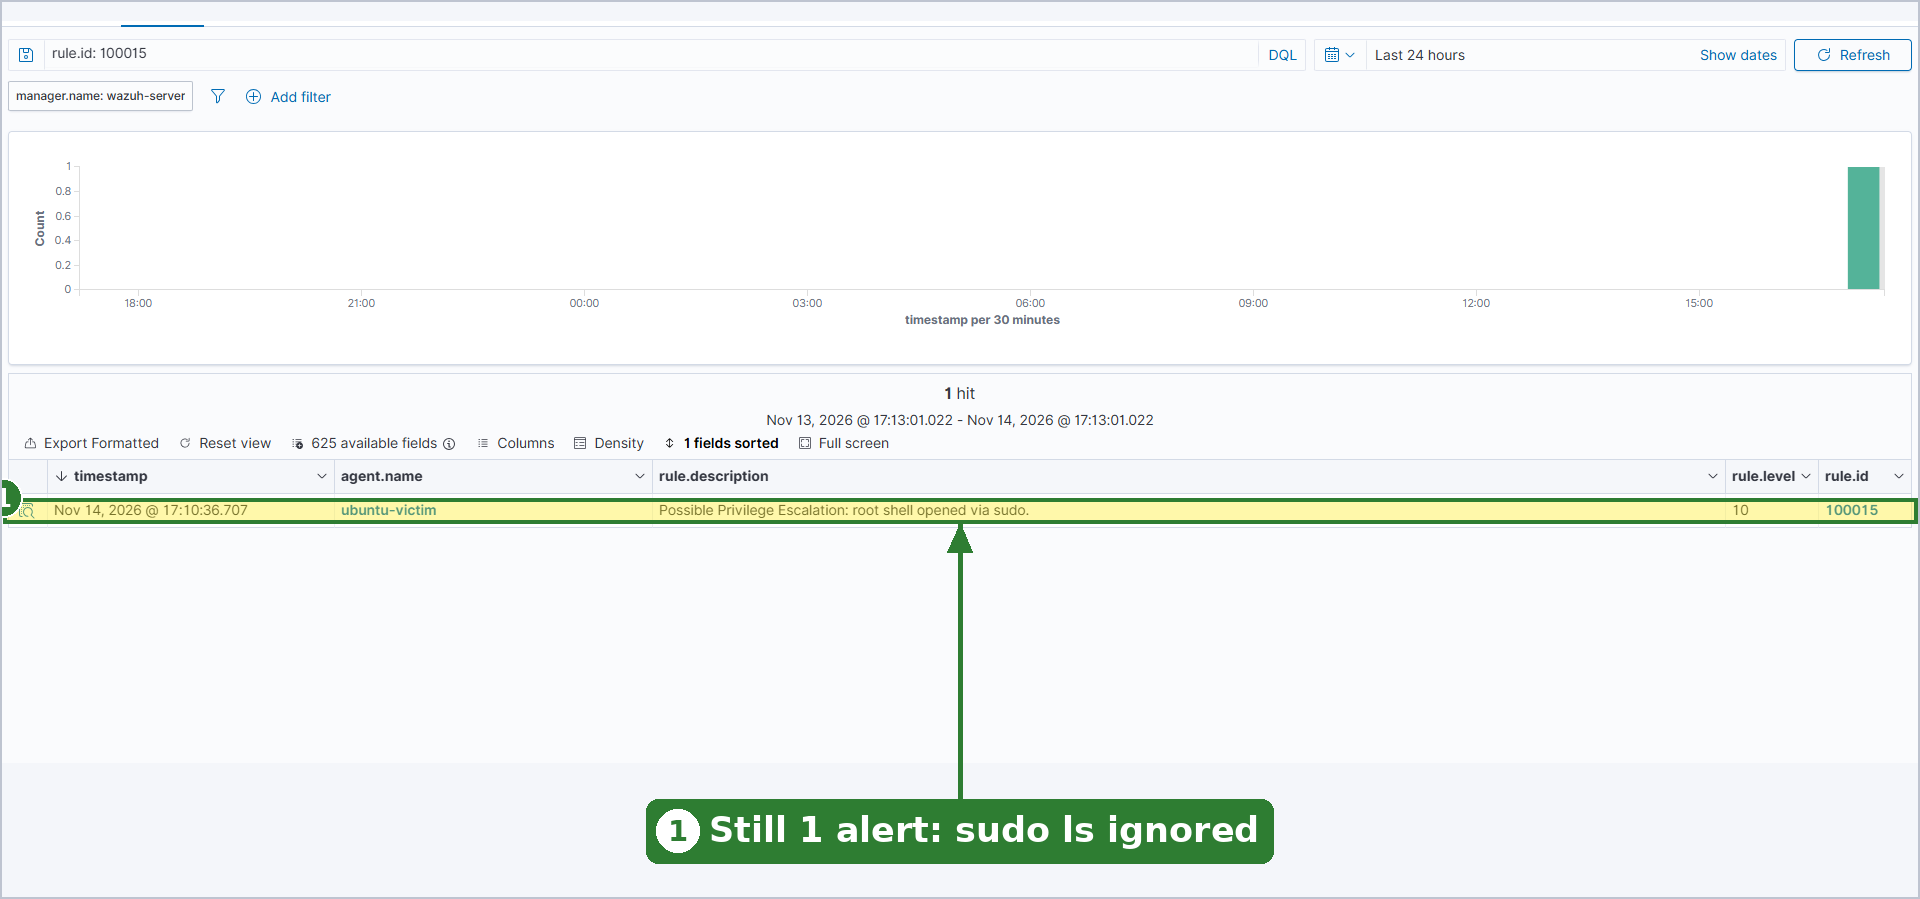 rule.id: 100015
DQL
Last 24 hours
Show dates
Refresh
manager.name: wazuh-server
Add filter
1
0.8
0.6
0.4
0.2
0
Count
18:00
21:00
00:00
03:00
06:00
09:00
12:00
15:00
timestamp per 30 minutes
1 hit
Nov 13, 2026 @ 17:13:01.022 - Nov 14, 2026 @ 17:13:01.022
Export Formatted
Reset view
625 available fields
Columns
Density
1 fields sorted
Full screen
timestamp
agent.name
rule.description
rule.level
rule.id
1
Nov 14, 2026 @ 17:10:36.707
ubuntu-victim
Possible Privilege Escalation: root shell opened via sudo.
10
100015
1 Still 1 alert: sudo ls ignored